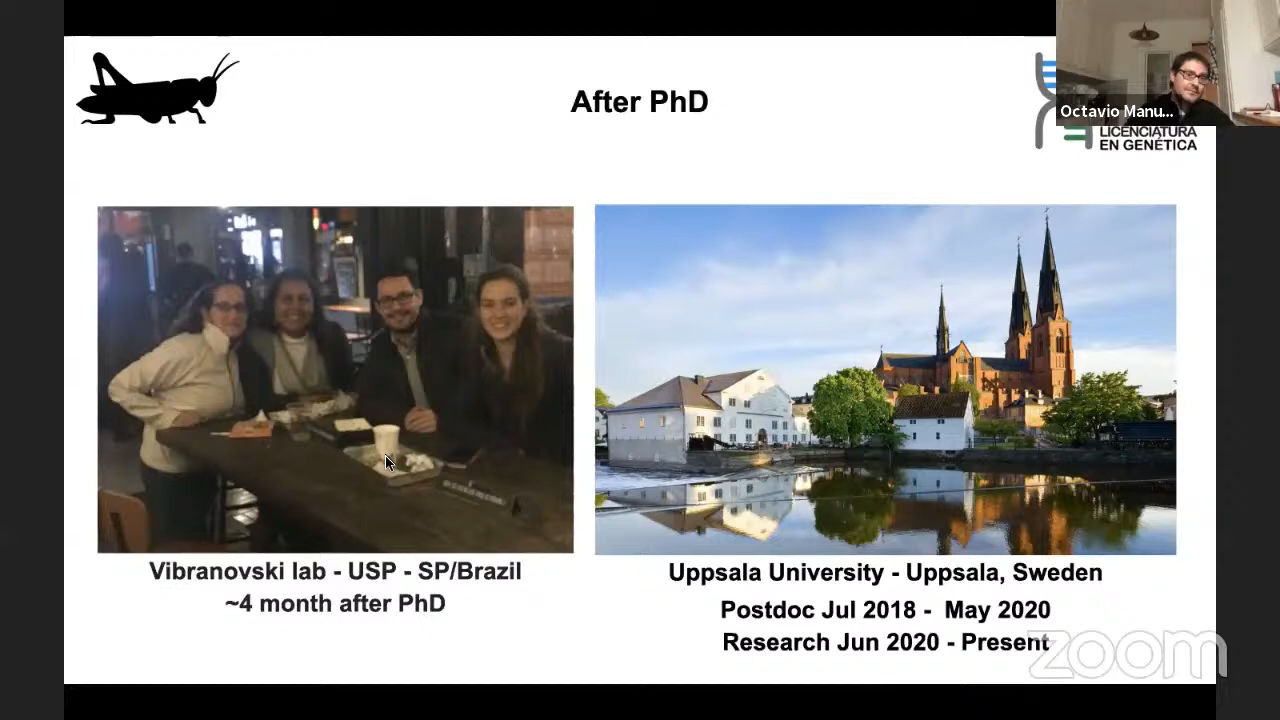 After PhD
Octavio Manu...
LICENCIATURA
EN GENÉTICA
Vibranovski lab - USP - SP/Brazil
~4 month after PhD
Uppsala University - Uppsala, Sweden
Postdoc Jul 2018 - May 2020
Research Jun 2020 - Present
zoom